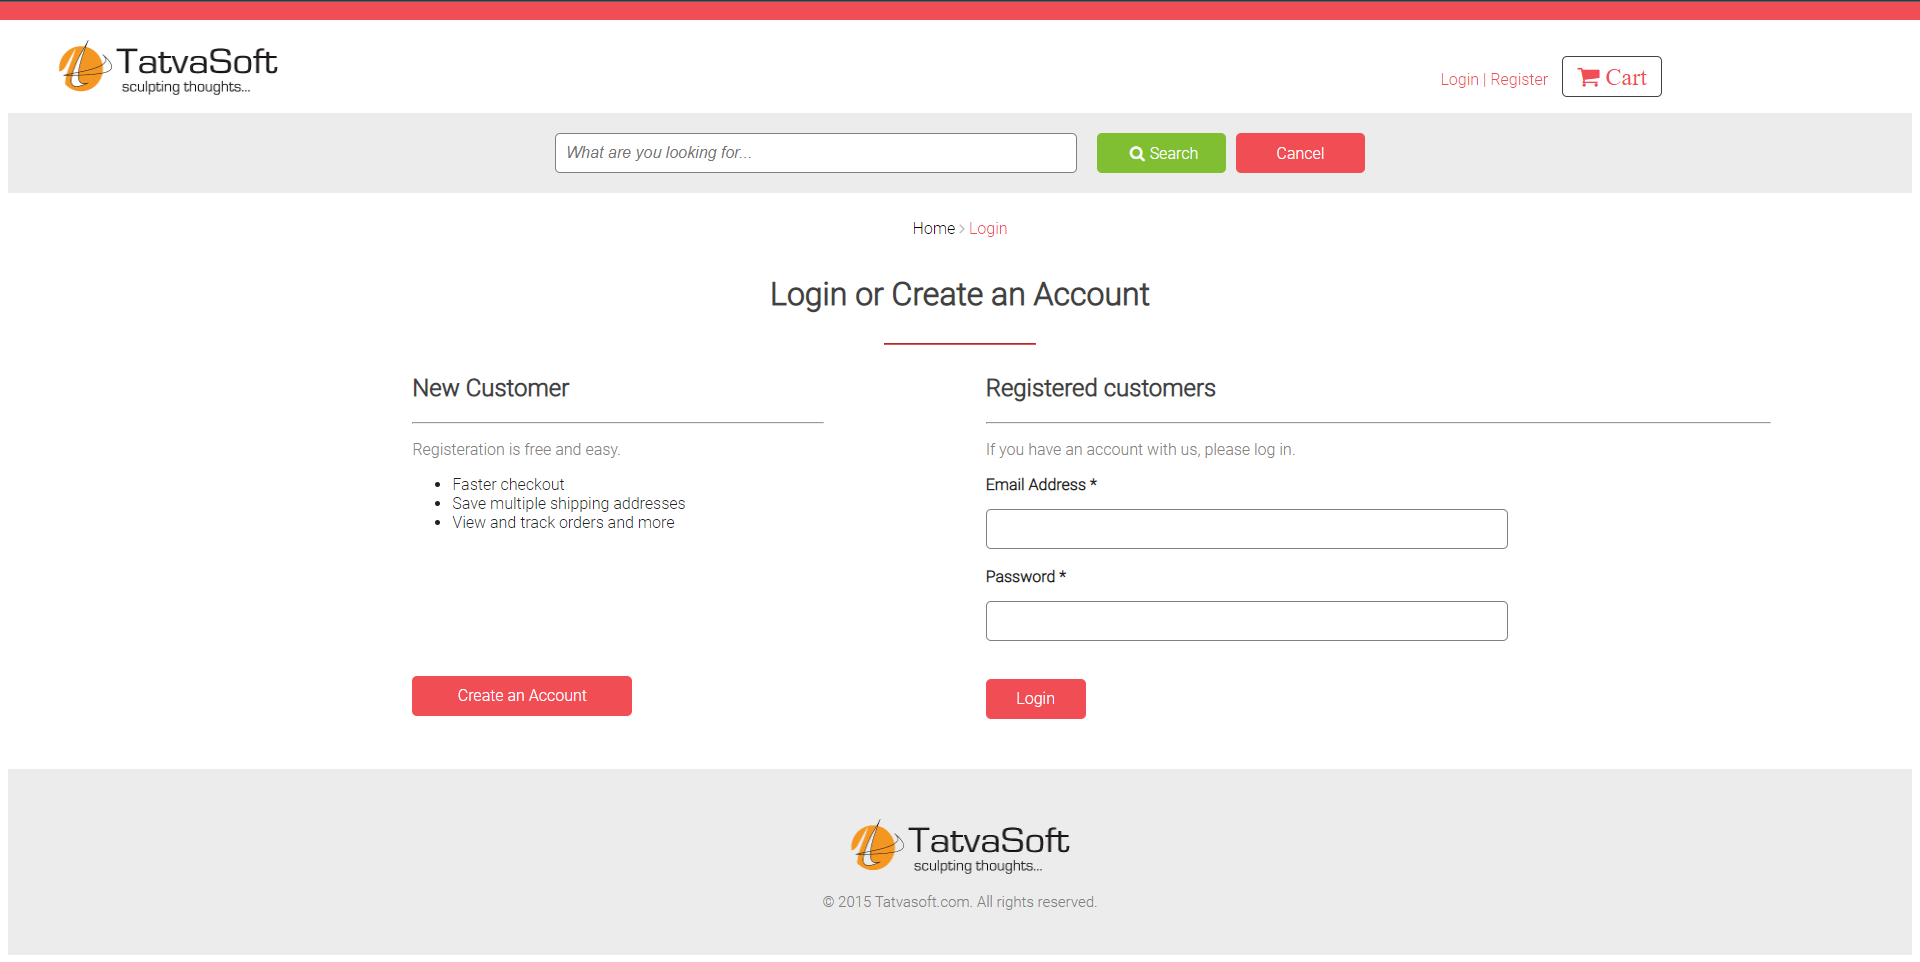 TatvaSoft
sculpting thoughts...
Login | Register
Cart
What are you looking for...
Search
Cancel
Home > Login
Login or Create an Account
New Customer
Registeration is free and easy.
• Faster checkout
• Save multiple shipping addresses
• View and track orders and more
Create an Account
Registered customers
If you have an account with us, please log in.
Email Address *
Password *
Login
TatvaSoft
sculpting thoughts...
© 2015 Tatvasoft.com. All rights reserved.